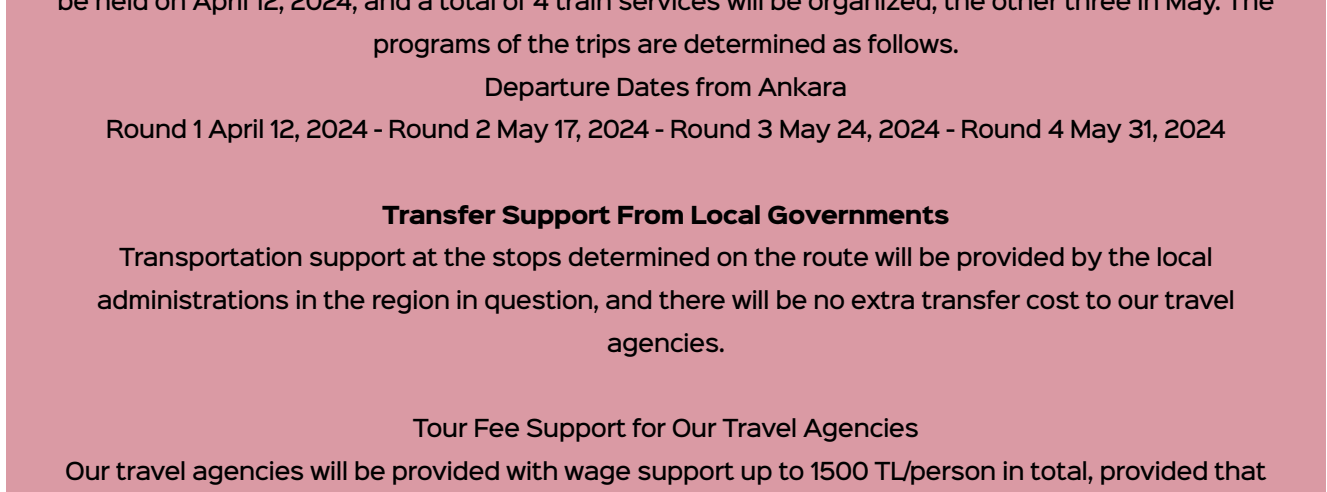 be held on April 12, 2024, and a total of 4 train services will be organized, the other three in May. The
programs of the trips are determined as follows.
Departure Dates from Ankara
Round 1 April 12, 2024 - Round 2 May 17, 2024 - Round 3 May 24, 2024 - Round 4 May 31, 2024
Transfer Support From Local Governments
Transportation support at the stops determined on the route will be provided by the local
administrations in the region in question, and there will be no extra transfer cost to our travel
agencies.
Tour Fee Support for Our Travel Agencies
Our travel agencies will be provided with wage support up to 1500 TL/person in total, provided that